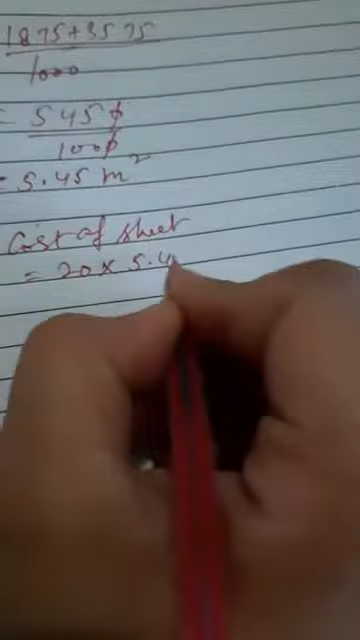 1875+3575
1000
= 5450
1000
= 5.45 m2
Cost of sheet
= 20 x 5.4